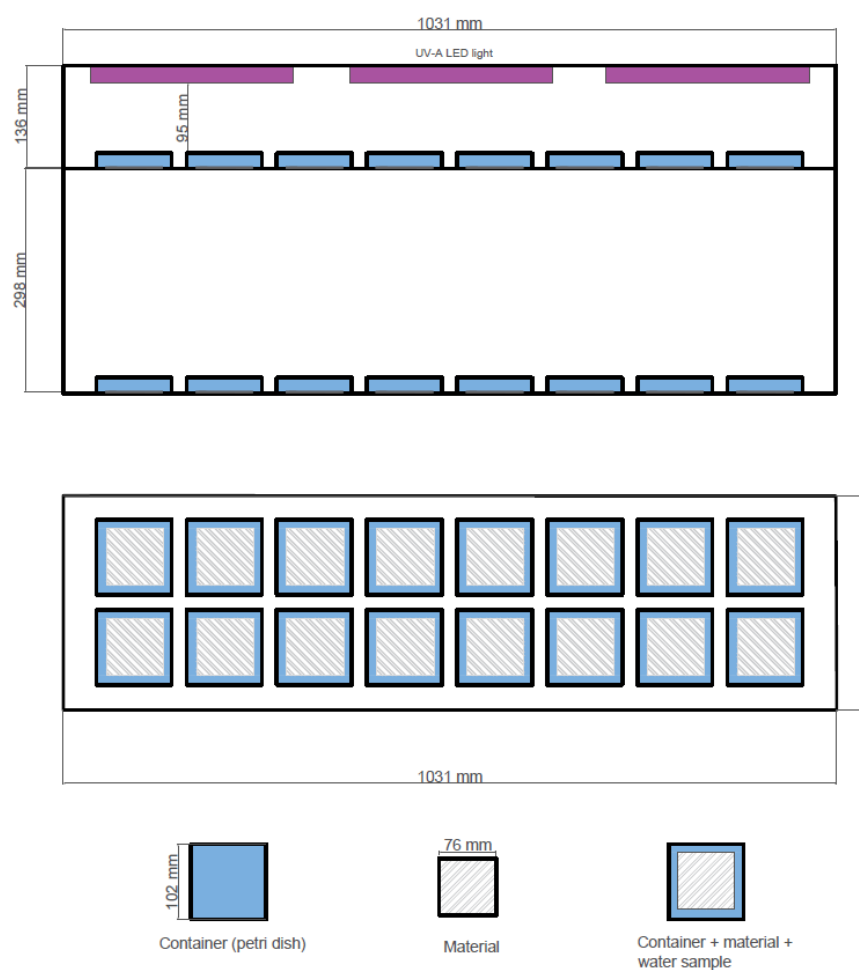 1031 mm
UV-A LED light
136 mm
95 mm
298 mm
1031 mm
102 mm
76 mm
Container (petri dish)
Material
Container + material +
water sample